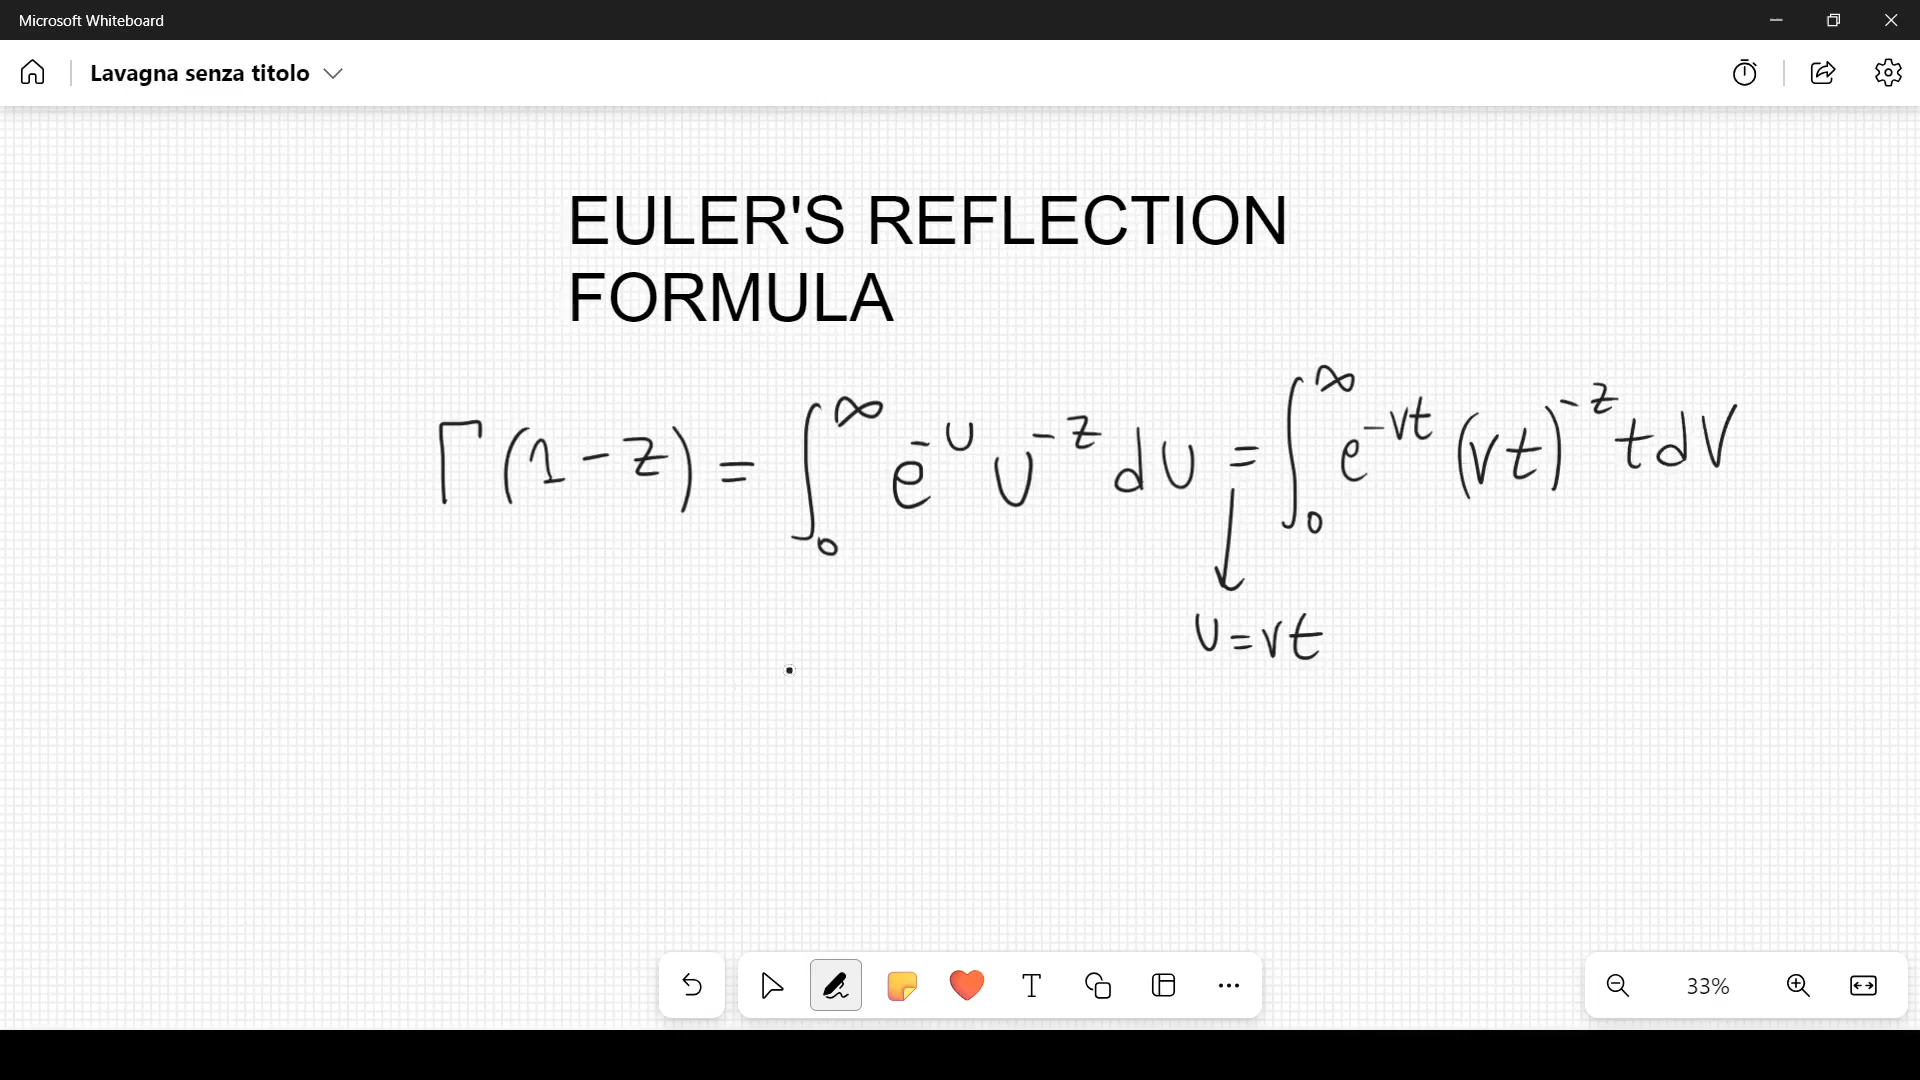 Microsoft Whiteboard
Lavagna senza titolo
EULER'S REFLECTION
FORMULA
Γ(1-z) = ∫₀^∞ e^-u u^-z du = ∫₀^∞ e^-vt (vt)^-z t dv
u = vt
T
33%